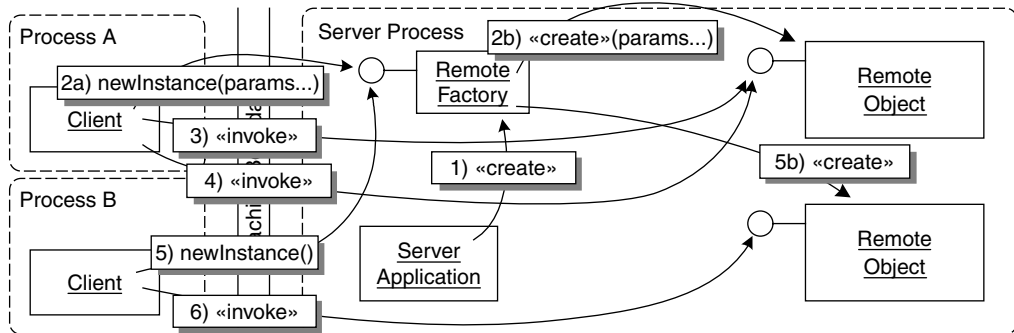 Process A
Server Process
2b) «create»(params...)
2a) newInstance(params...)
Client
Remote
Factory
Remote
Object
3) «invoke»
4) «invoke»
1) «create»
5b) «create»
Process B
5) newInstance()
Client
Server
Application
Remote
Object
6) «invoke»